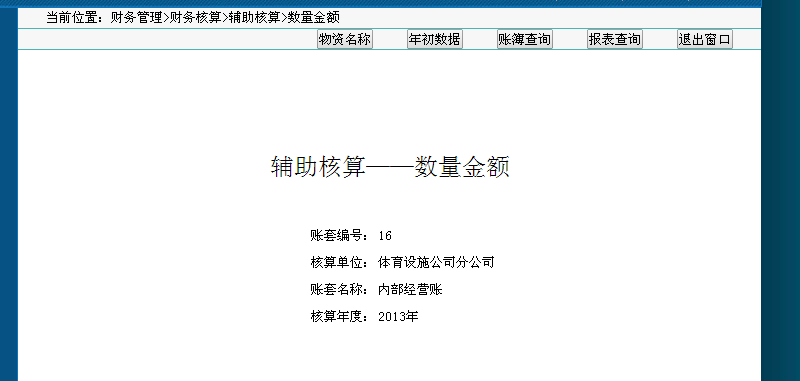 当前位置：财务管理>财务核算>辅助核算>数量金额
物资名称 年初数据 账簿查询 报表查询 退出窗口
辅助核算——数量金额
账套编号：16
核算单位：体育设施公司分公司
账套名称：内部经营账
核算年度：2013年